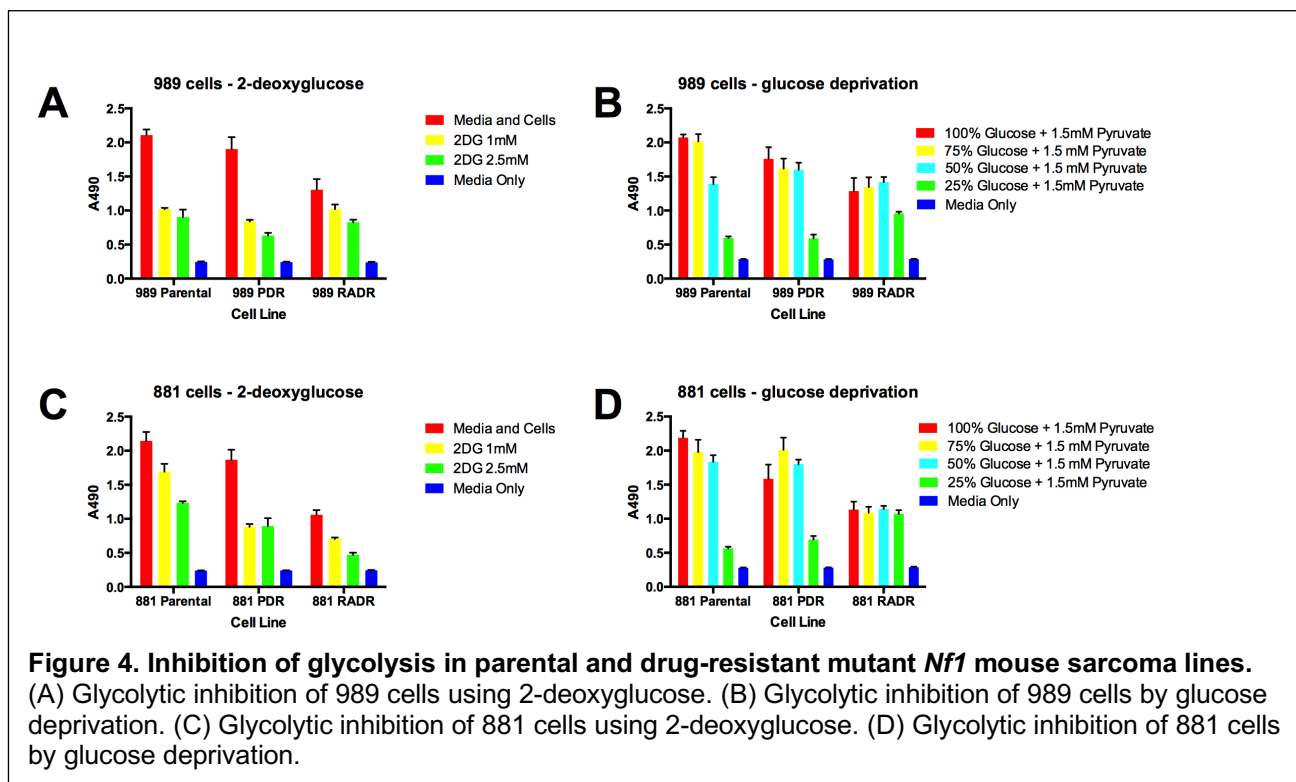 A
989 cells - 2-deoxyglucose
2.5
2.0
1.5
1.0
0.5
0.0
A490
989 Parental 989 PDR 989 RADR
Cell Line
Media and Cells
2DG 1mM
2DG 2.5mM
Media Only
B
989 cells - glucose deprivation
2.5
2.0
1.5
1.0
0.5
0.0
A490
989 Parental 989 PDR 989 RADR
Cell Line
100% Glucose + 1.5mM Pyruvate
75% Glucose + 1.5 mM Pyruvate
50% Glucose + 1.5 mM Pyruvate
25% Glucose + 1.5mM Pyruvate
Media Only
C
881 cells - 2-deoxyglucose
2.5
2.0
1.5
1.0
0.5
0.0
A490
881 Parental 881 PDR 881 RADR
Cell Line
Media and Cells
2DG 1mM
2DG 2.5mM
Media Only
D
881 cells - glucose deprivation
2.5
2.0
1.5
1.0
0.5
0.0
A490
881 Parental 881 PDR 881 RADR
Cell Line
100% Glucose + 1.5mM Pyruvate
75% Glucose + 1.5 mM Pyruvate
50% Glucose + 1.5 mM Pyruvate
25% Glucose + 1.5mM Pyruvate
Media Only
Figure 4. Inhibition of glycolysis in parental and drug-resistant mutant Nf1 mouse sarcoma lines.
(A) Glycolytic inhibition of 989 cells using 2-deoxyglucose. (B) Glycolytic inhibition of 989 cells by glucose
deprivation. (C) Glycolytic inhibition of 881 cells using 2-deoxyglucose. (D) Glycolytic inhibition of 881 cells
by glucose deprivation.